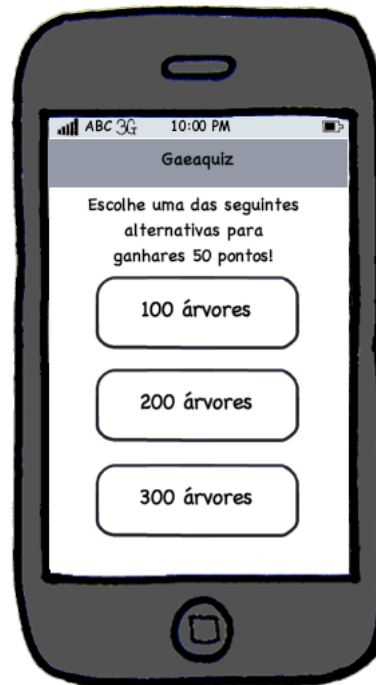 ABC 3G 10:00 PM
Gaeaquiz
Escolhe uma das seguintes
alternativas para
ganhares 50 pontos!
100 árvores
200 árvores
300 árvores